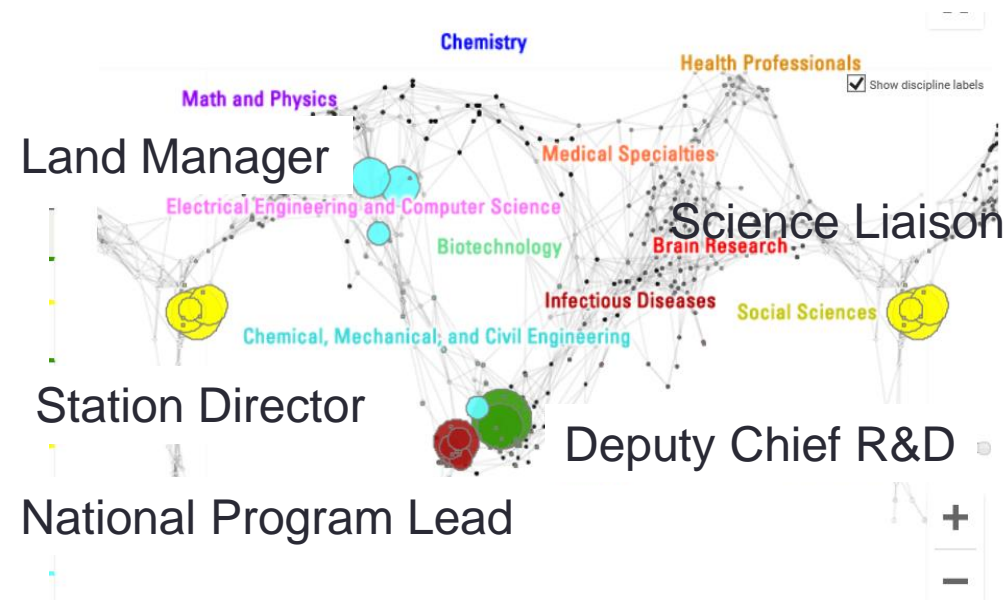 Chemistry
Health Professionals
Show discipline labels
Math and Physics
Land Manager
Medical Specialties
Electrical Engineering and Computer Science
Science Liaison
Biotechnology
Brain Research
Infectious Diseases
Social Sciences
Chemical, Mechanical, and Civil Engineering
Station Director
Deputy Chief R&D
National Program Lead
+
−